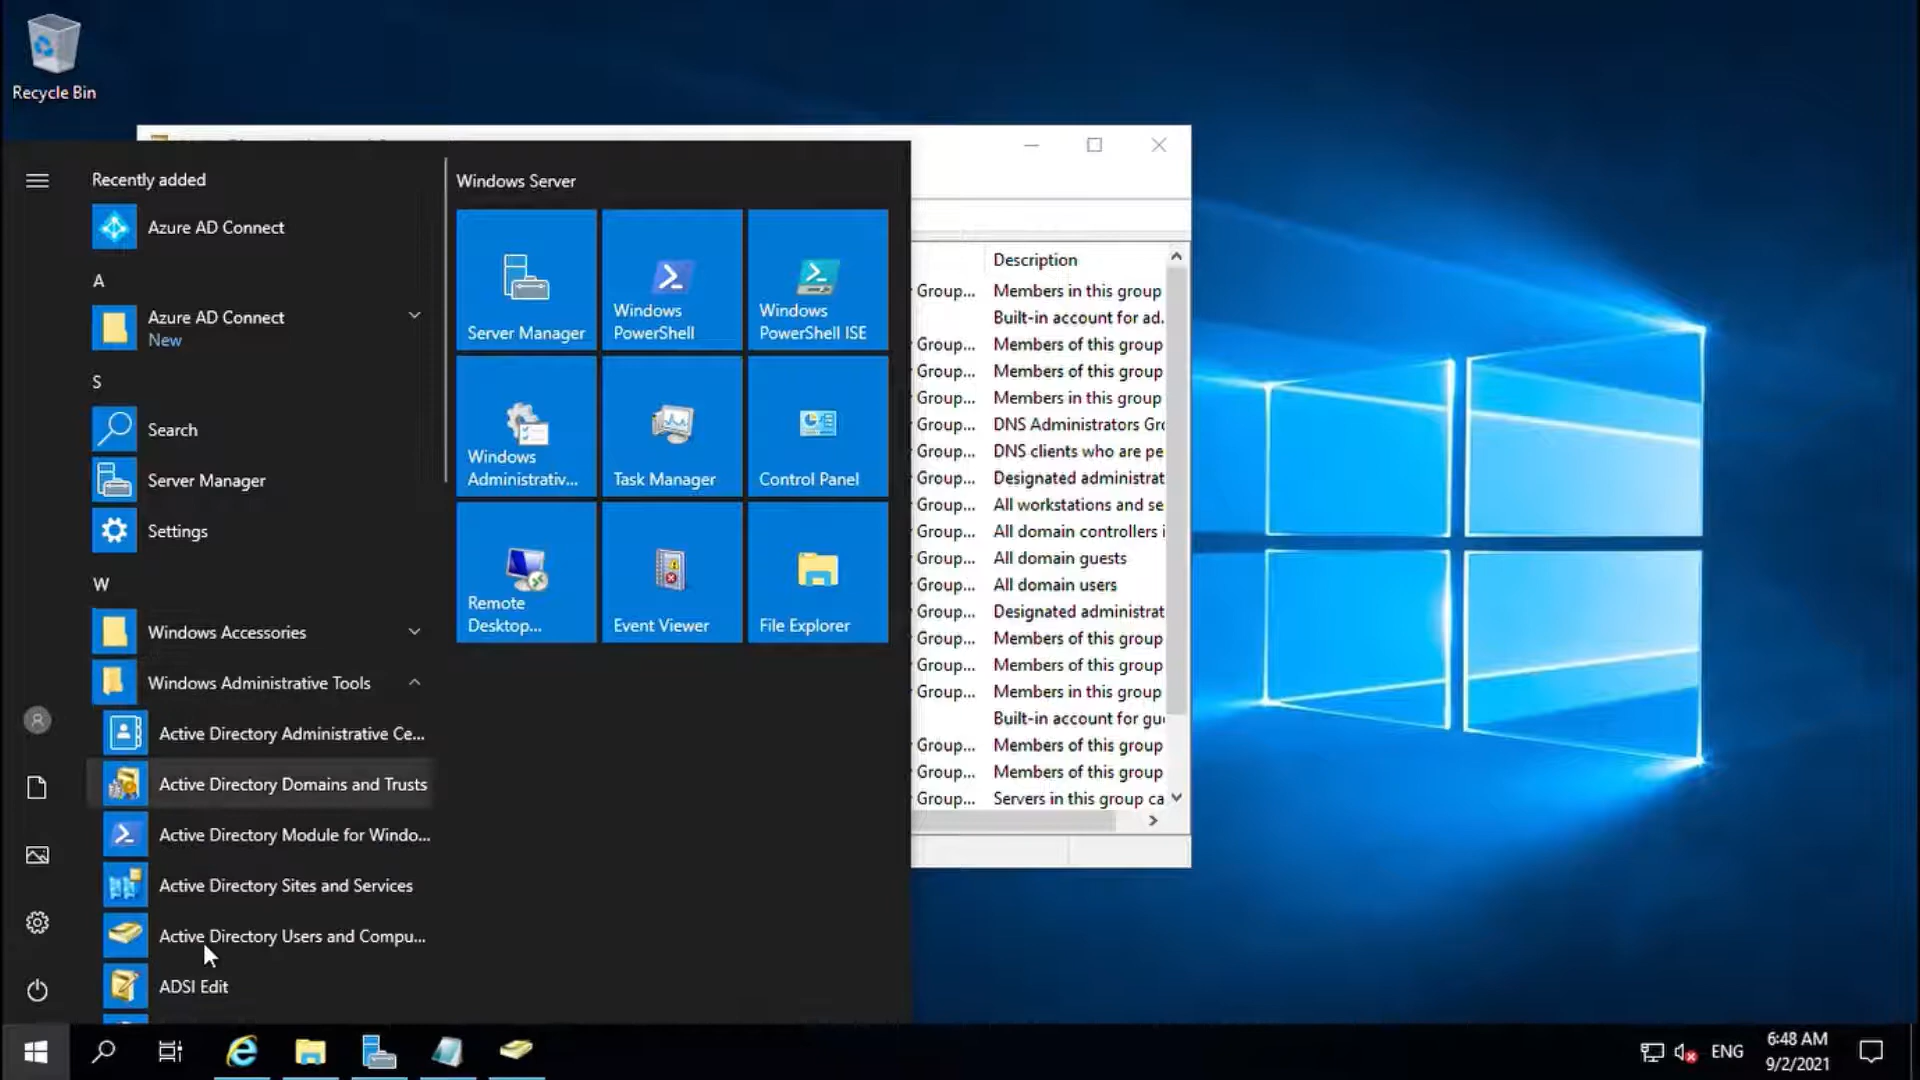 Recycle Bin
Recently added
Azure AD Connect
A
Azure AD Connect
New
S
Search
Server Manager
Settings
W
Windows Accessories
Windows Administrative Tools
Active Directory Administrative Ce...
Active Directory Domains and Trusts
Active Directory Module for Windo...
Active Directory Sites and Services
Active Directory Users and Compu...
ADSI Edit
Windows Server
Server Manager
Windows
PowerShell
Windows
PowerShell ISE
Windows
Administrativ...
Task Manager
Control Panel
Remote
Desktop...
Event Viewer
File Explorer
Description
Group... Members in this group
Built-in account for ad.
Group... Members of this group
Group... Members of this group
Group... Members in this group
Group... DNS Administrators Gr
Group... DNS clients who are pe
Group... Designated administrat
Group... All workstations and se
Group... All domain controllers i
Group... All domain guests
Group... All domain users
Group... Designated administrat
Group... Members of this group
Group... Members of this group
Group... Members in this group
Built-in account for gu
Group... Members of this group
Group... Members of this group
Group... Servers in this group ca
ENG
6:48 AM
9/2/2021